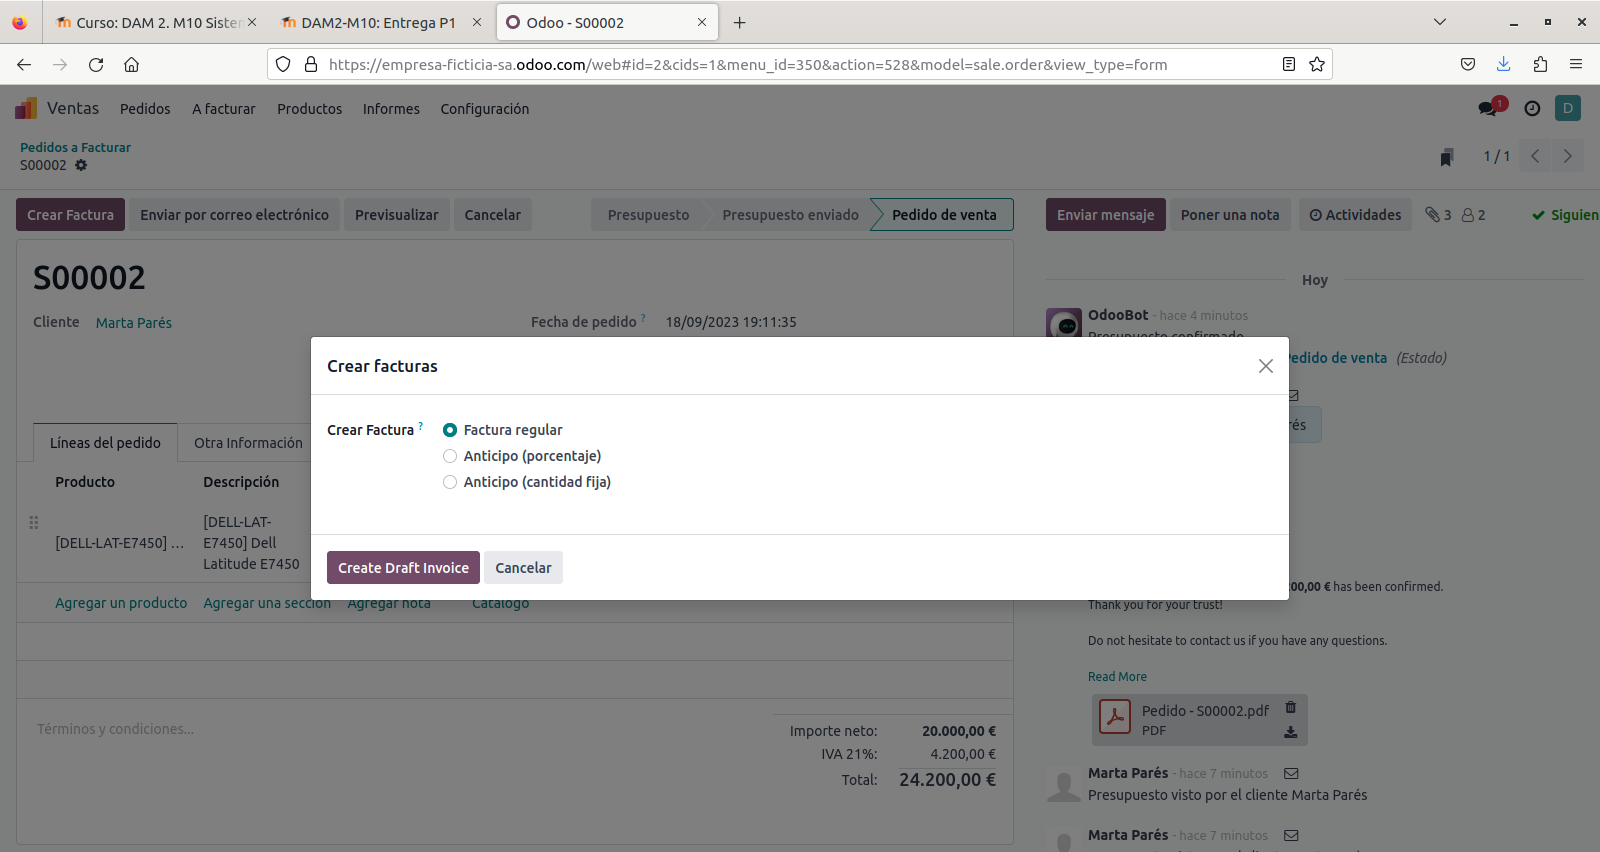 Curso: DAM 2. M10 Sister
DAM2-M10: Entrega P1
Odoo - S00002
https://empresa-ficticia-sa.odoo.com/web#id=2&cids=1&menu_id=350&action=528&model=sale.order&view_type=form
Ventas Pedidos A facturar Productos Informes Configuración 1 D
Pedidos a Facturar
S00002
1 / 1
Crear Factura Enviar por correo electrónico Previsualizar Cancelar Presupuesto Presupuesto enviado Pedido de venta Enviar mensaje Poner una nota Actividades 3 2 Siguien
S00002
Hoy
Cliente Marta Parés Fecha de pedido ? 18/09/2023 19:11:35
OdooBot - hace 4 minutos
Presupuesto confirmado
edido de venta (Estado)
rés
Crear facturas
Crear Factura ? Factura regular
Anticipo (porcentaje)
Anticipo (cantidad fija)
Create Draft Invoice Cancelar
Líneas del pedido Otra Información
Producto Descripción
[DELL-LAT-E7450] ...
[DELL-LAT-
E7450] Dell
Latitude E7450
Agregar un producto Agregar una sección Agregar nota Catálogo
00,00 € has been confirmed.
Thank you for your trust!
Do not hesitate to contact us if you have any questions.
Read More
Pedido - S00002.pdf
PDF
Términos y condiciones...
Importe neto: 20.000,00 €
IVA 21%: 4.200,00 €
Total: 24.200,00 €
Marta Parés - hace 7 minutos
Presupuesto visto por el cliente Marta Parés
Marta Parés - hace 7 minutos